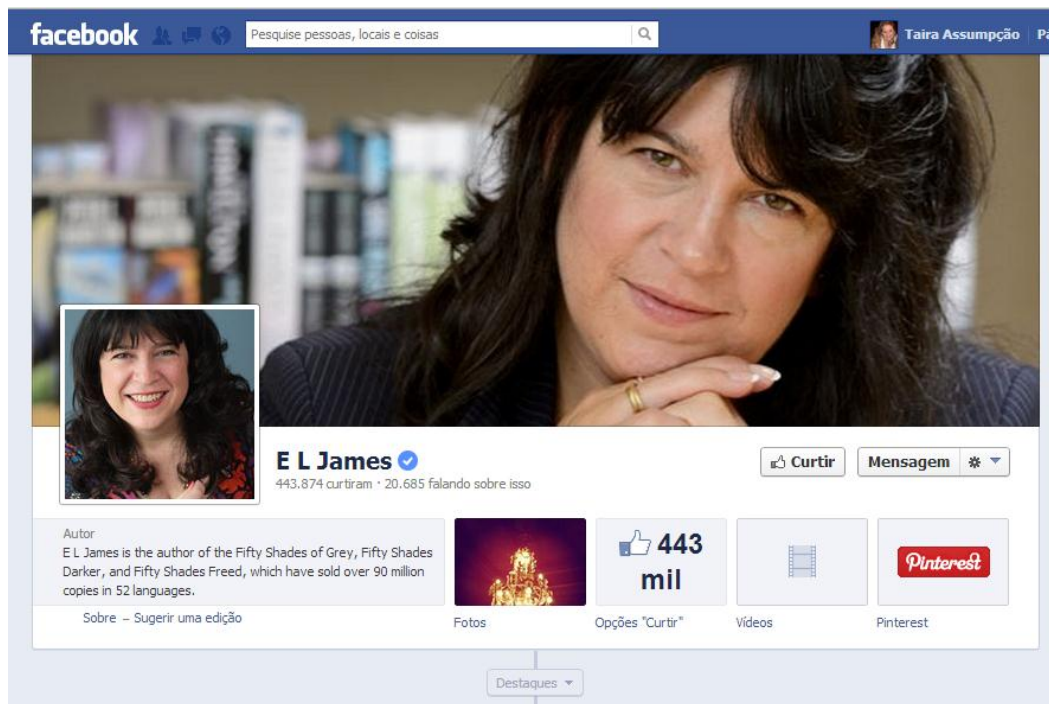 facebook Pesquise pessoas, locais e coisas Taira Assumpção Pa
E L James
443.874 curtiram · 20.685 falando sobre isso
Curtir Mensagem
Autor
E L James is the author of the Fifty Shades of Grey, Fifty Shades
Darker, and Fifty Shades Freed, which have sold over 90 million
copies in 52 languages.
Sobre – Sugerir uma edição
Fotos
443
mil
Opções "Curtir"
Vídeos
Pinterest
Pinterest
Destaques